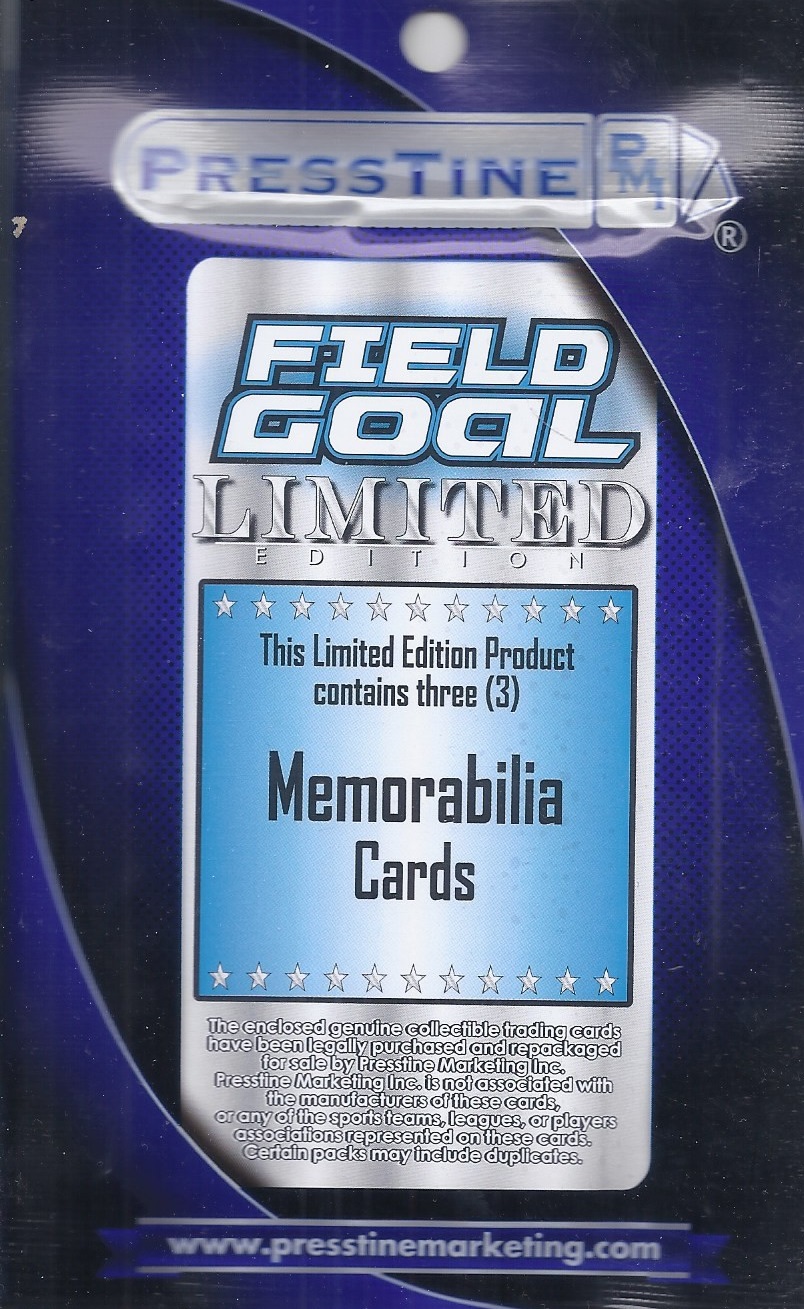 PRESSTINE PMI
®
FIELD
GOAL
LIMITED
EDITION
This Limited Edition Product
contains three (3)
Memorabilia
Cards
The enclosed genuine collectible trading cards
have been legally purchased and repackaged
for sale by Presstine Marketing Inc.
Presstine Marketing Inc. is not associated with
the manufacturers of these cards,
or any of the sports teams, leagues, or players
associations represented on these cards.
Certain packs may include duplicates.
www.presstinemarketing.com